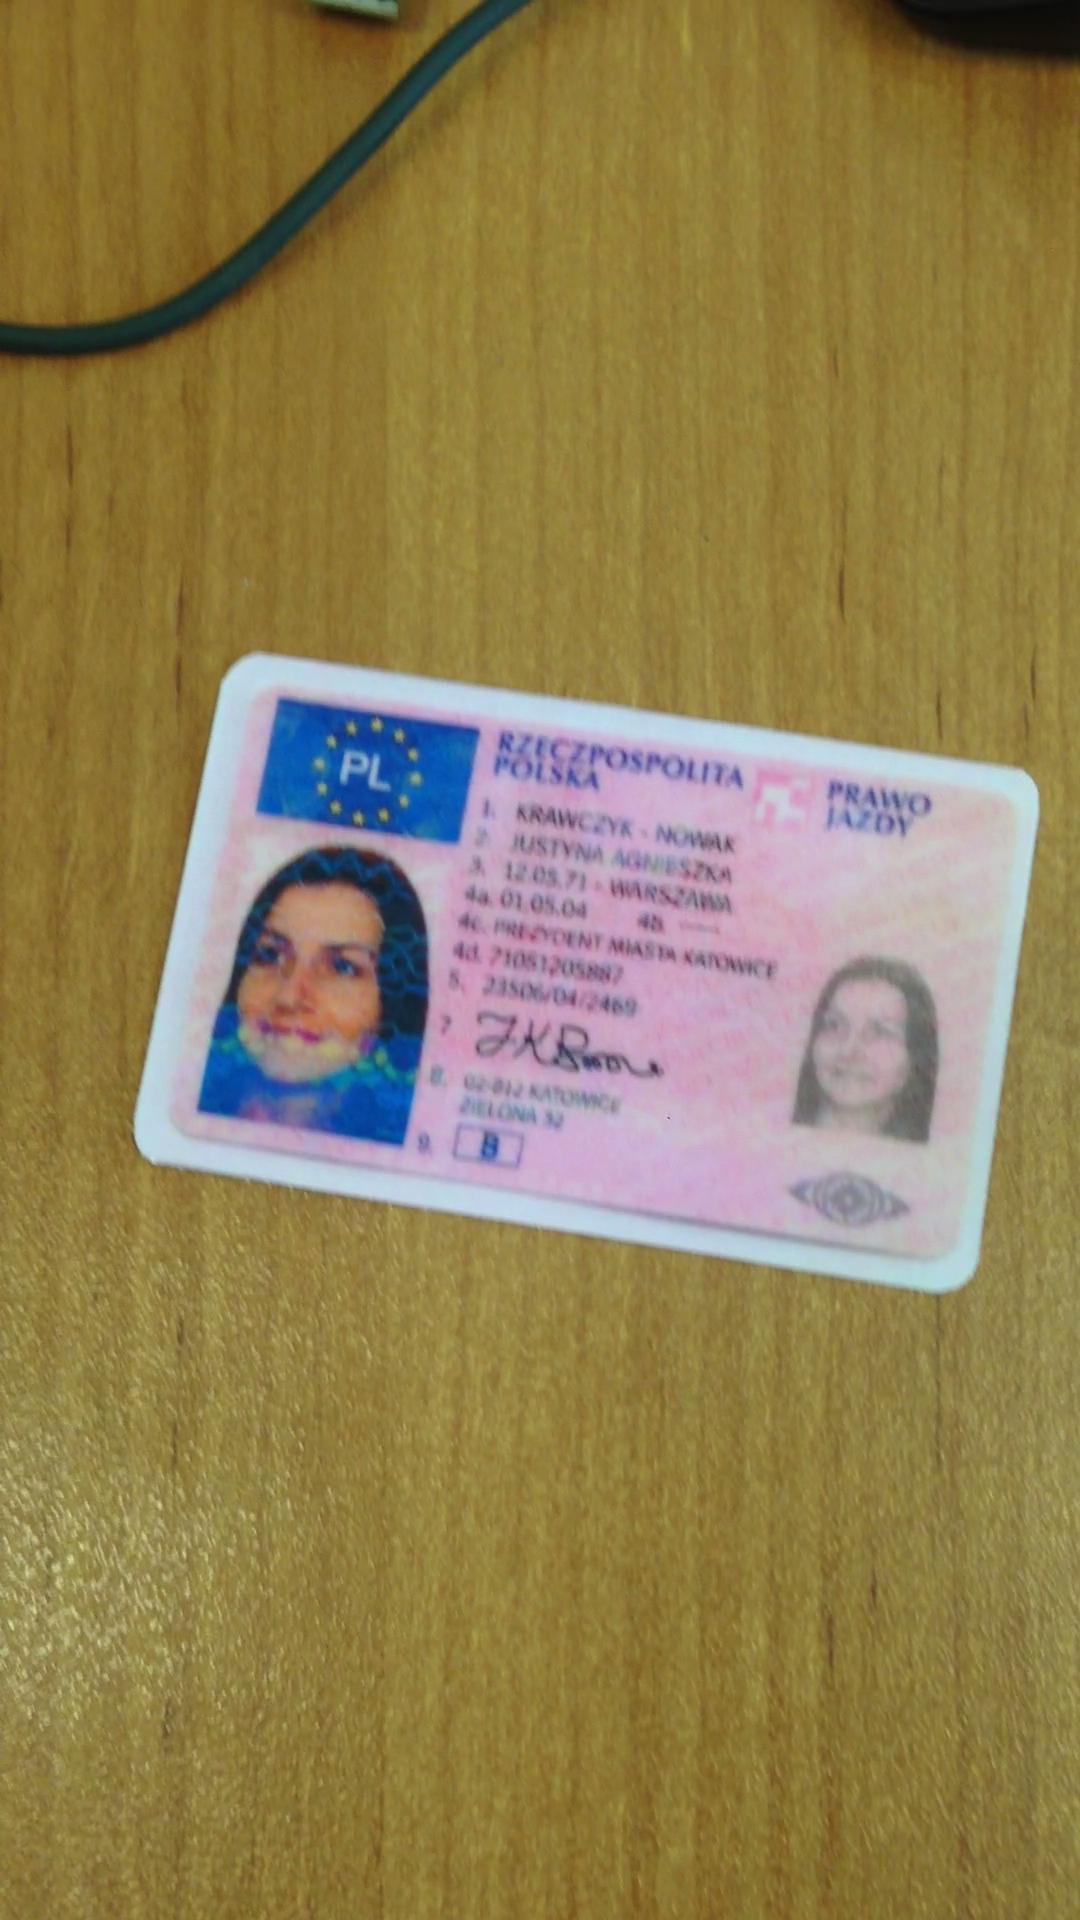 PL
RZECZPOSPOLITA POLSKA
PRAWO JAZDY
1. KRAWCZYK - NOWAK
2. JUSTYNA AGNIESZKA
3. 12.05.71 - WARSZAWA
4a. 01.05.04 4b. ——
4c. PREZYDENT MIASTA KATOWICE
4d. 71051205887
5. 23506/04/2469
7
8. 02-012 KATOWICE
ZIELONA 32
9. B